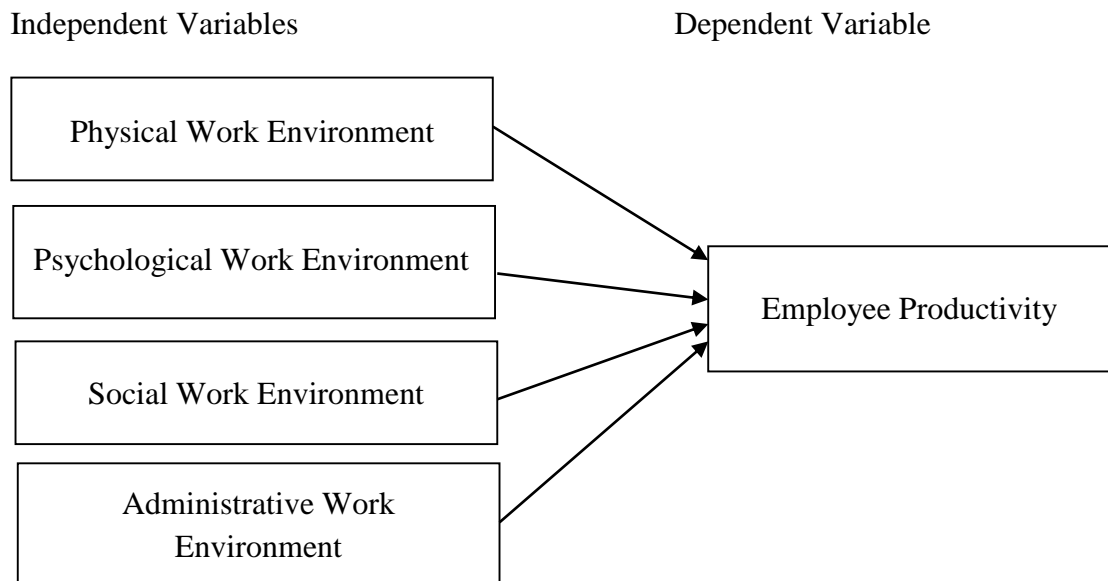 Independent Variables
Dependent Variable
Physical Work Environment
Psychological Work Environment
Social Work Environment
Administrative Work
Environment
Employee Productivity